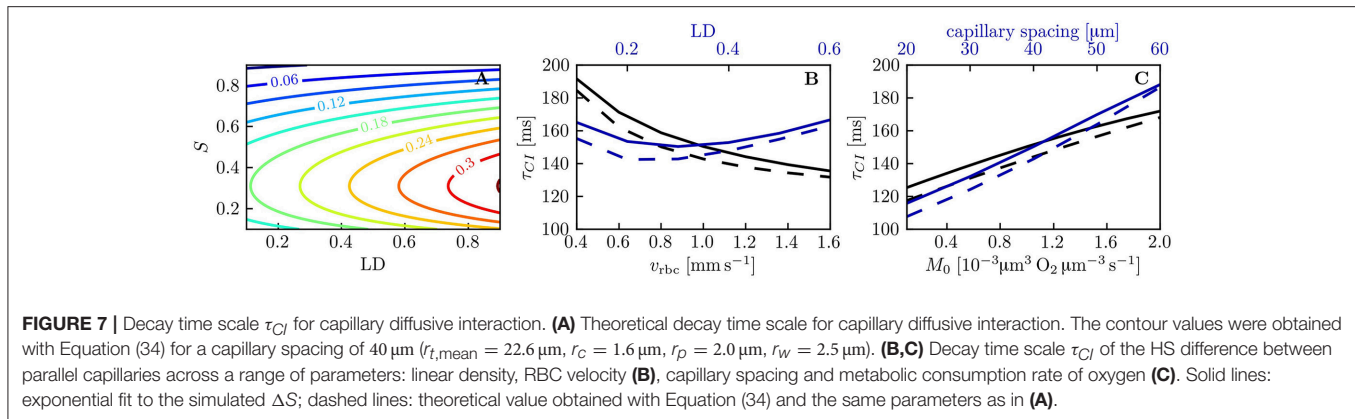 A
0.06
0.12
0.18
0.24
0.3
S
0.8
0.6
0.4
0.2
0.2 0.4 0.6 0.8
LD
LD
0.2 0.4 0.6
B
τ_CI [ms]
200
180
160
140
120
100
0.4 0.6 0.8 1.0 1.2 1.4 1.6
v_rbc [mm s⁻¹]
capillary spacing [µm]
20 30 40 50 60
C
τ_CI [ms]
200
180
160
140
120
100
0.4 0.8 1.2 1.6 2.0
M₀ [10⁻³µm³ O₂ µm⁻³ s⁻¹]
FIGURE 7 | Decay time scale τ_CI for capillary diffusive interaction. (A) Theoretical decay time scale for capillary diffusive interaction. The contour values were obtained
with Equation (34) for a capillary spacing of 40 µm (r_t,mean = 22.6 µm, r_c = 1.6 µm, r_p = 2.0 µm, r_w = 2.5 µm). (B,C) Decay time scale τ_CI of the HS difference between
parallel capillaries across a range of parameters: linear density, RBC velocity (B), capillary spacing and metabolic consumption rate of oxygen (C). Solid lines:
exponential fit to the simulated ΔS; dashed lines: theoretical value obtained with Equation (34) and the same parameters as in (A).